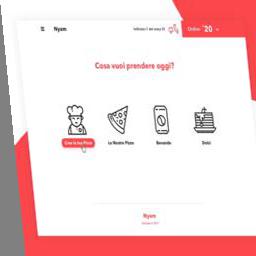 Nyam
Ordine °20
Cosa vuoi prendere oggi?
Crea la tua Pizza
Le Nostre Pizze
Bevande
Dolci
Nyam